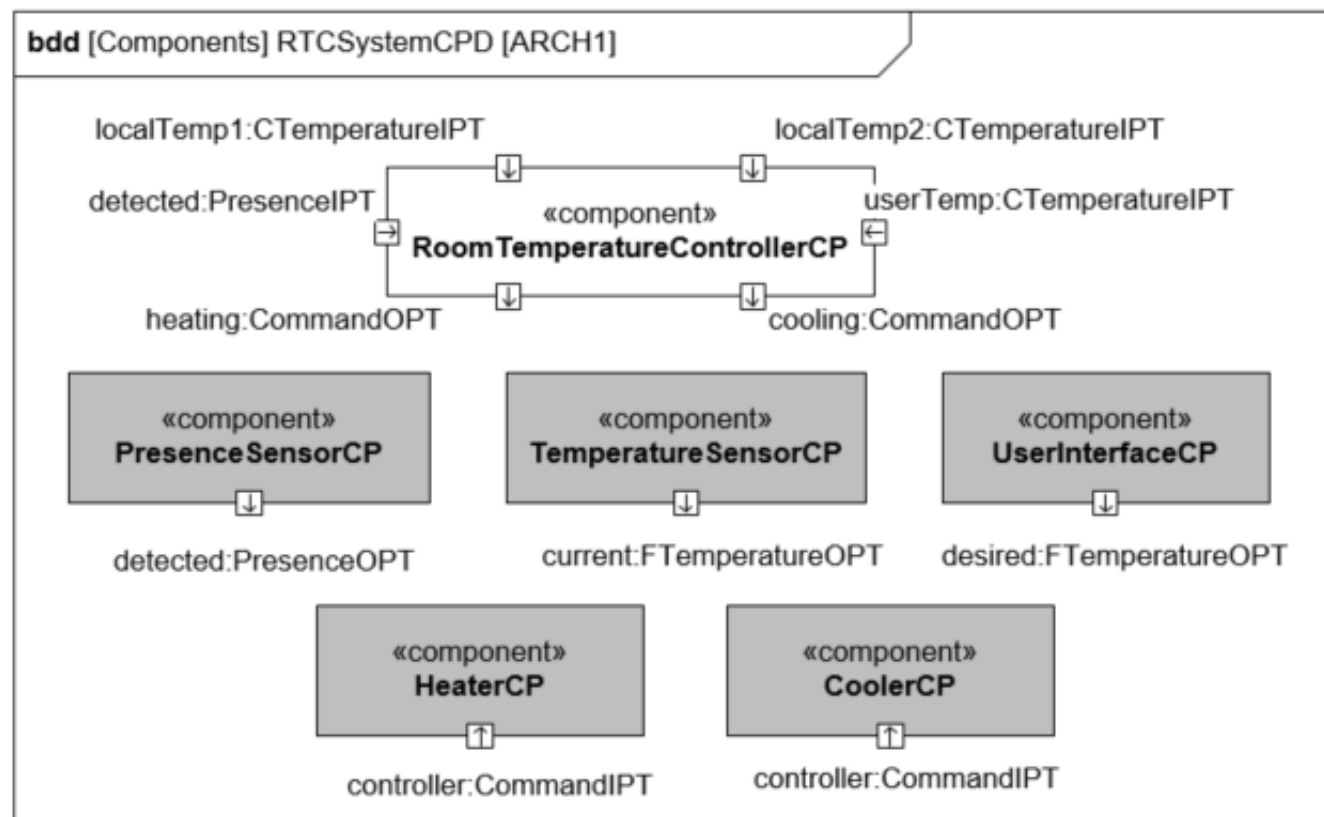 bdd [Components] RTCSystemCPD [ARCH1]
localTemp1:CTemperatureIPT
localTemp2:CTemperatureIPT
detected:PresenceIPT
userTemp:CTemperatureIPT
«component»
RoomTemperatureControllerCP
heating:CommandOPT
cooling:CommandOPT
«component»
PresenceSensorCP
«component»
TemperatureSensorCP
«component»
UserInterfaceCP
detected:PresenceOPT
current:FTemperatureOPT
desired:FTemperatureOPT
«component»
HeaterCP
«component»
CoolerCP
controller:CommandIPT
controller:CommandIPT